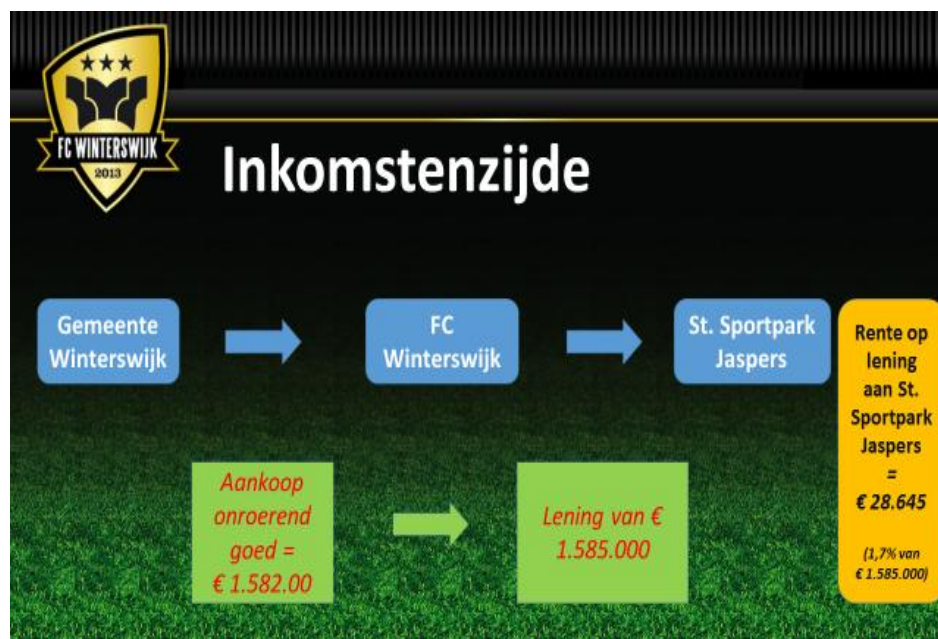 FC WINTERSWIJK
2013
Inkomstenzijde
Gemeente
Winterswijk
FC
Winterswijk
St. Sportpark
Jaspers
Rente op
lening
aan St.
Sportpark
Jaspers
=
€ 28.645
(1,7% van
€ 1.585.000)
Aankoop
onroerend
goed =
€ 1.582.00
Lening van €
1.585.000